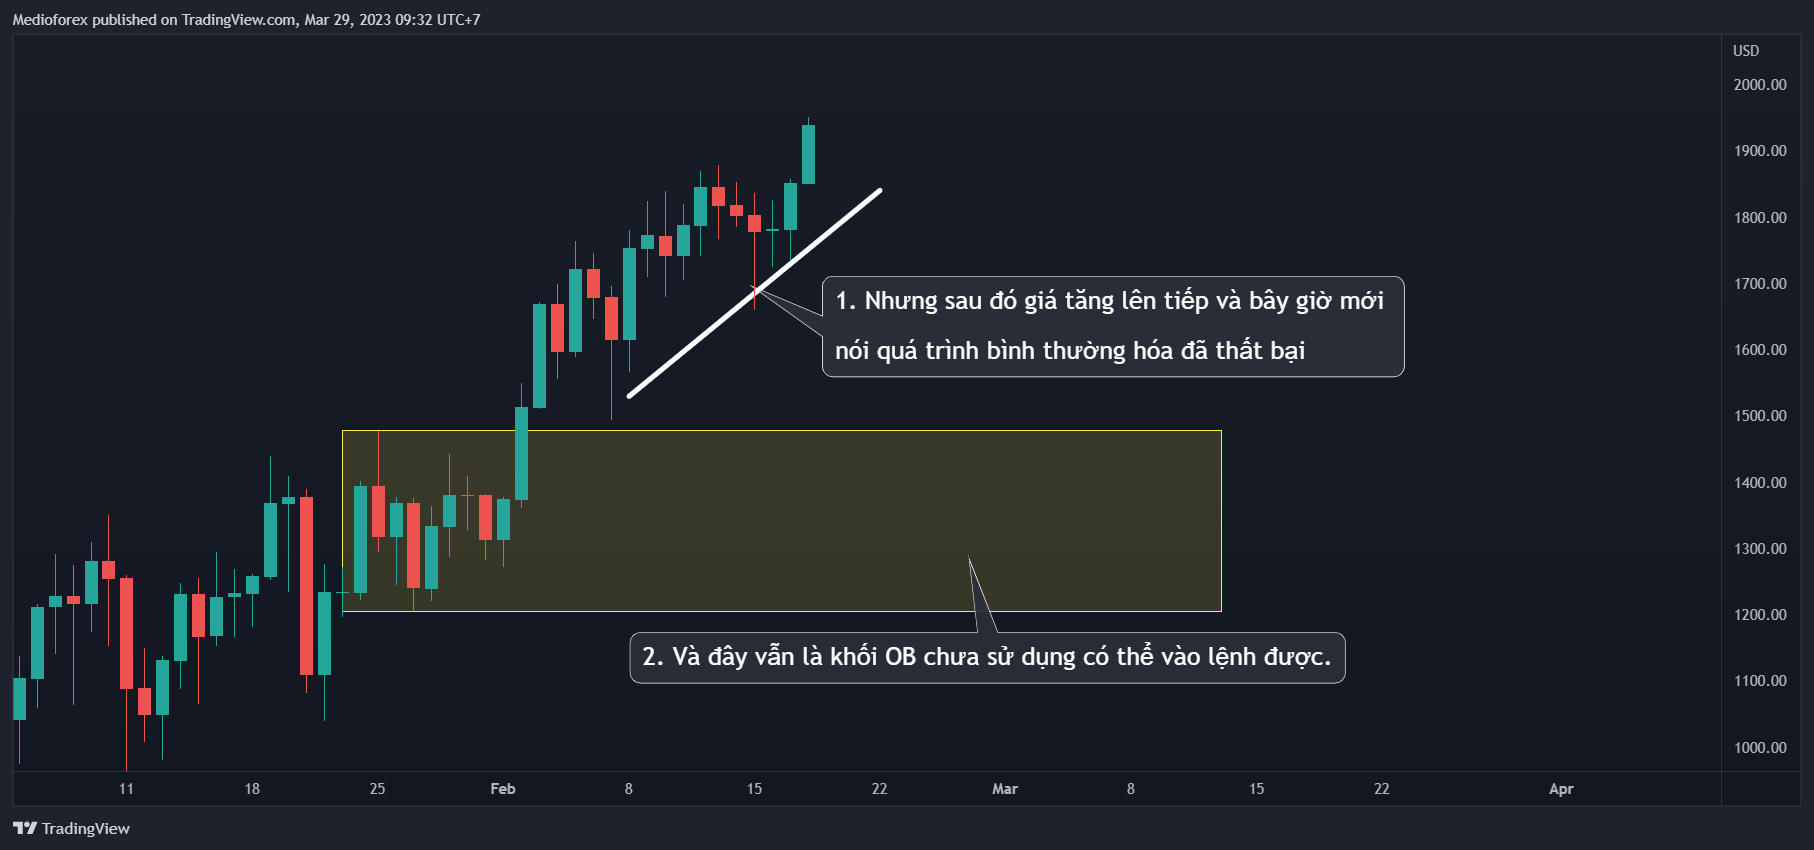 Medioforex published on TradingView.com, Mar 29, 2023 09:32 UTC+7
USD
2000.00
1900.00
1800.00
1700.00
1600.00
1500.00
1400.00
1300.00
1200.00
1100.00
1000.00
1. Nhưng sau đó giá tăng lên tiếp và bây giờ mới
nói quá trình bình thường hóa đã thất bại
2. Và đây vẫn là khối OB chưa sử dụng có thể vào lệnh được.
11 18 25 Feb 8 15 22 Mar 8 15 22 Apr
TradingView